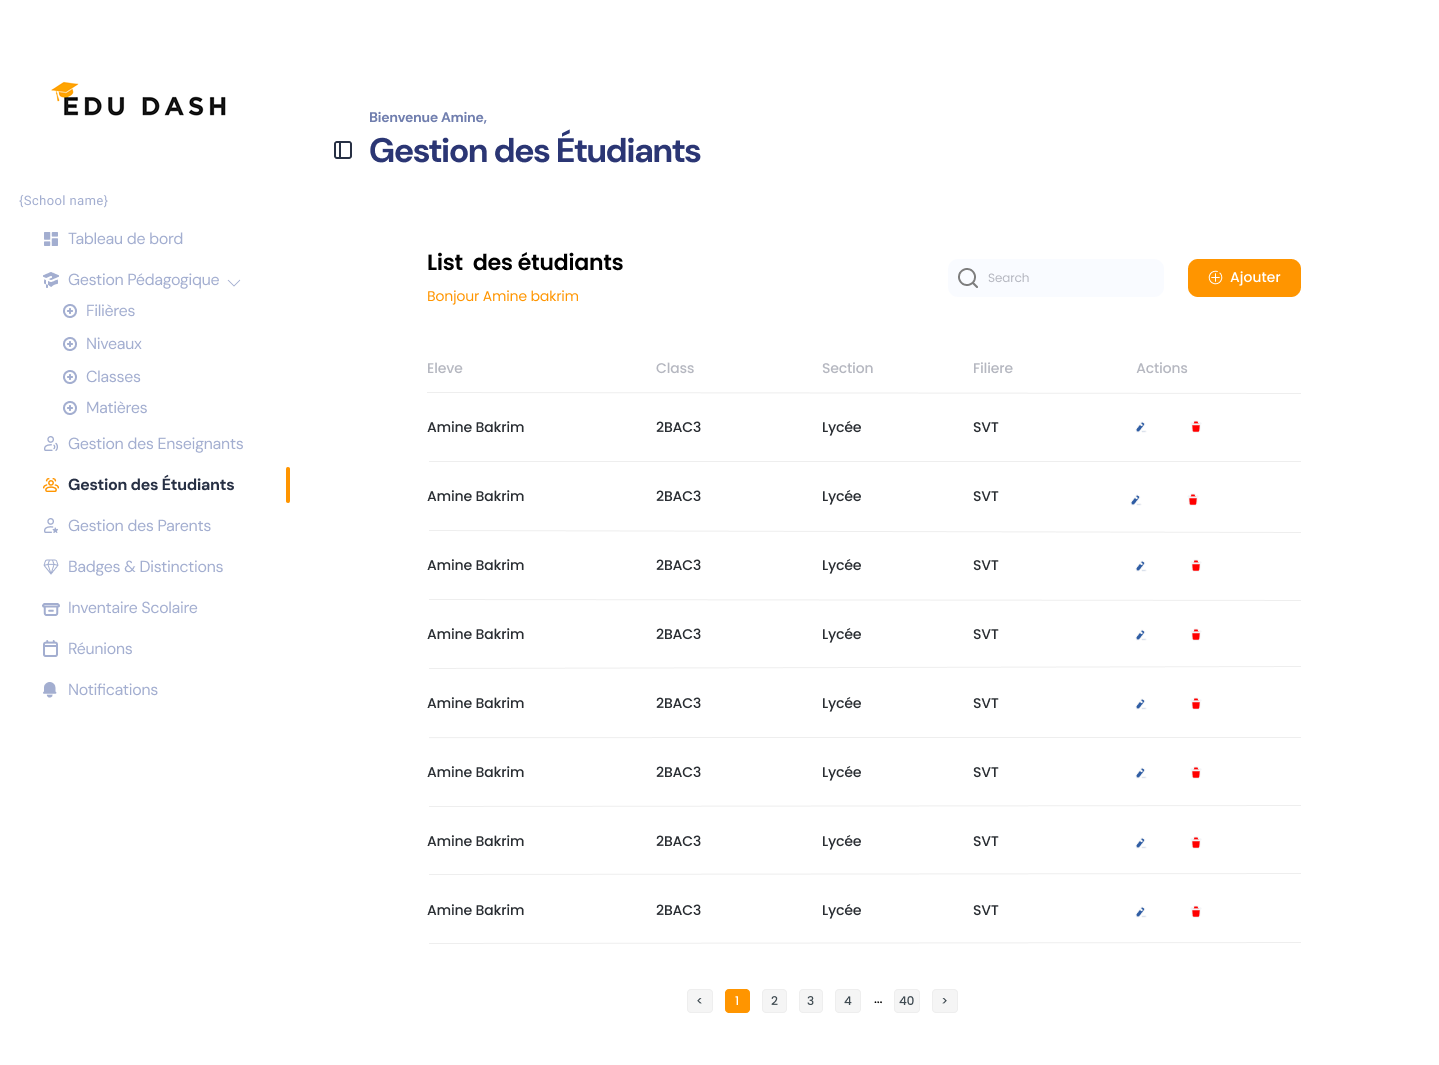 EDU DASH
{School name}
Tableau de bord
Gestion Pédagogique
Filières
Niveaux
Classes
Matières
Gestion des Enseignants
Gestion des Étudiants
Gestion des Parents
Badges & Distinctions
Inventaire Scolaire
Réunions
Notifications
Bienvenue Amine,
Gestion des Étudiants
List des étudiants
Bonjour Amine bakrim
Search
Ajouter
Eleve Class Section Filiere Actions
Amine Bakrim 2BAC3 Lycée SVT
Amine Bakrim 2BAC3 Lycée SVT
Amine Bakrim 2BAC3 Lycée SVT
Amine Bakrim 2BAC3 Lycée SVT
Amine Bakrim 2BAC3 Lycée SVT
Amine Bakrim 2BAC3 Lycée SVT
Amine Bakrim 2BAC3 Lycée SVT
Amine Bakrim 2BAC3 Lycée SVT
< 1 2 3 4 ... 40 >